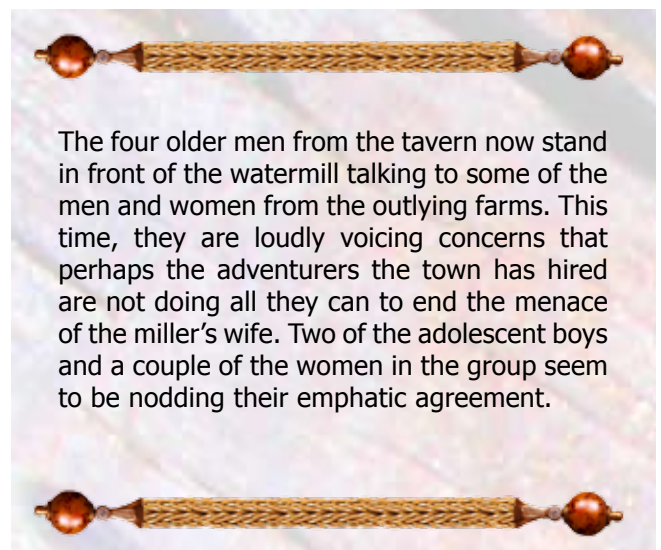 The four older men from the tavern now stand
in front of the watermill talking to some of the
men and women from the outlying farms. This
time, they are loudly voicing concerns that
perhaps the adventurers the town has hired
are not doing all they can to end the menace
of the miller’s wife. Two of the adolescent boys
and a couple of the women in the group seem
to be nodding their emphatic agreement.